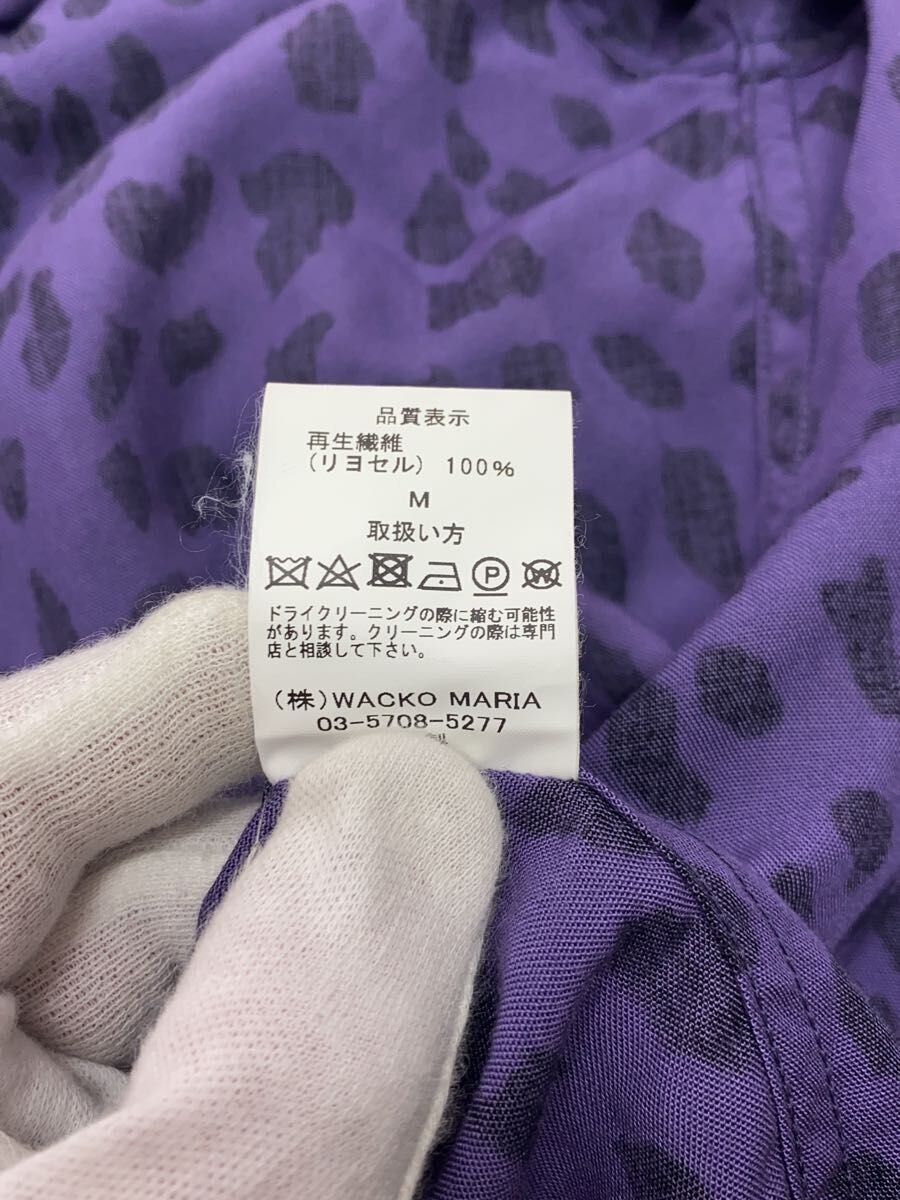 品質表示
再生繊維
(リヨセル) 100%
M
取扱い方
P
W
ドライクリーニングの際に縮む可能性
があります。クリーニングの際は専門
店と相談して下さい。
(株)WACKO MARIA
03-5708-5277